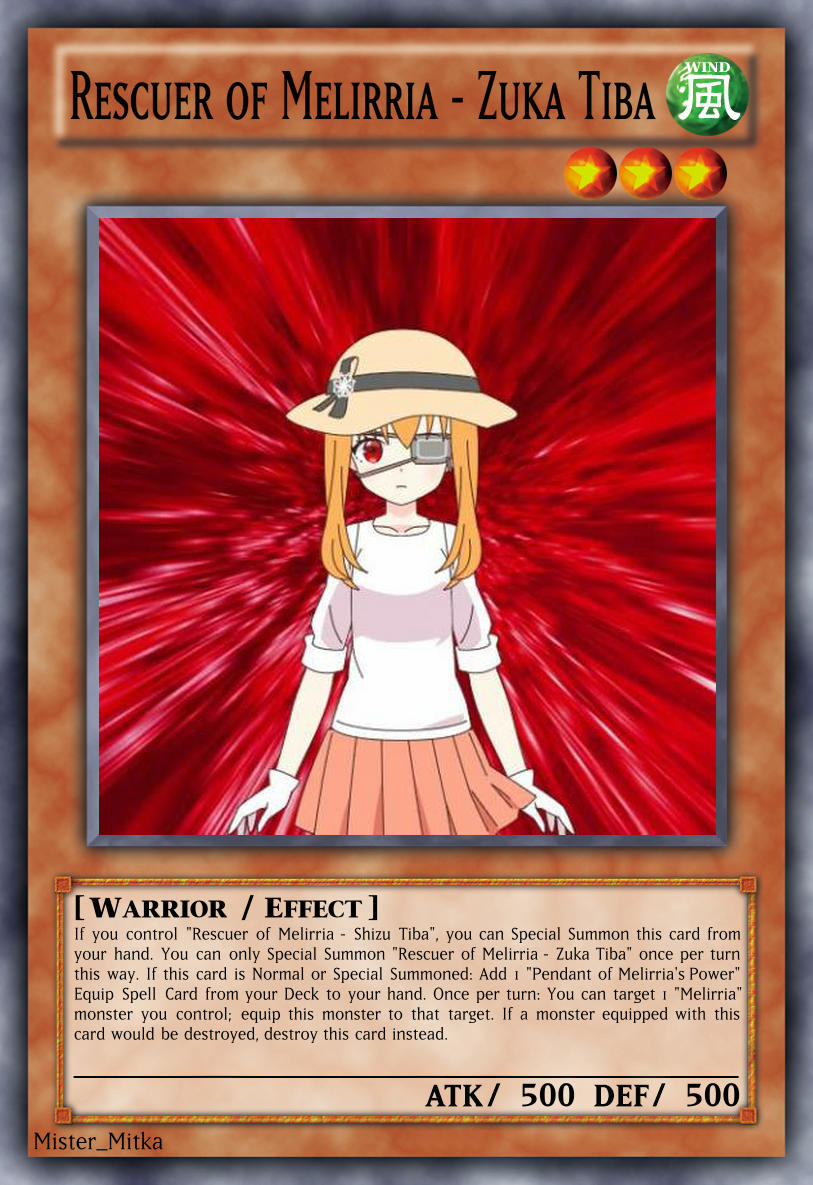 Rescuer of Melirria - Zuka Tiba
WIND
風
[ Warrior / Effect ]
If you control "Rescuer of Melirria - Shizu Tiba", you can Special Summon this card from
your hand. You can only Special Summon "Rescuer of Melirria - Zuka Tiba" once per turn
this way. If this card is Normal or Special Summoned: Add 1 "Pendant of Melirria's Power"
Equip Spell Card from your Deck to your hand. Once per turn: You can target 1 "Melirria"
monster you control; equip this monster to that target. If a monster equipped with this
card would be destroyed, destroy this card instead.
ATK/ 500 DEF/ 500
Mister_Mitka